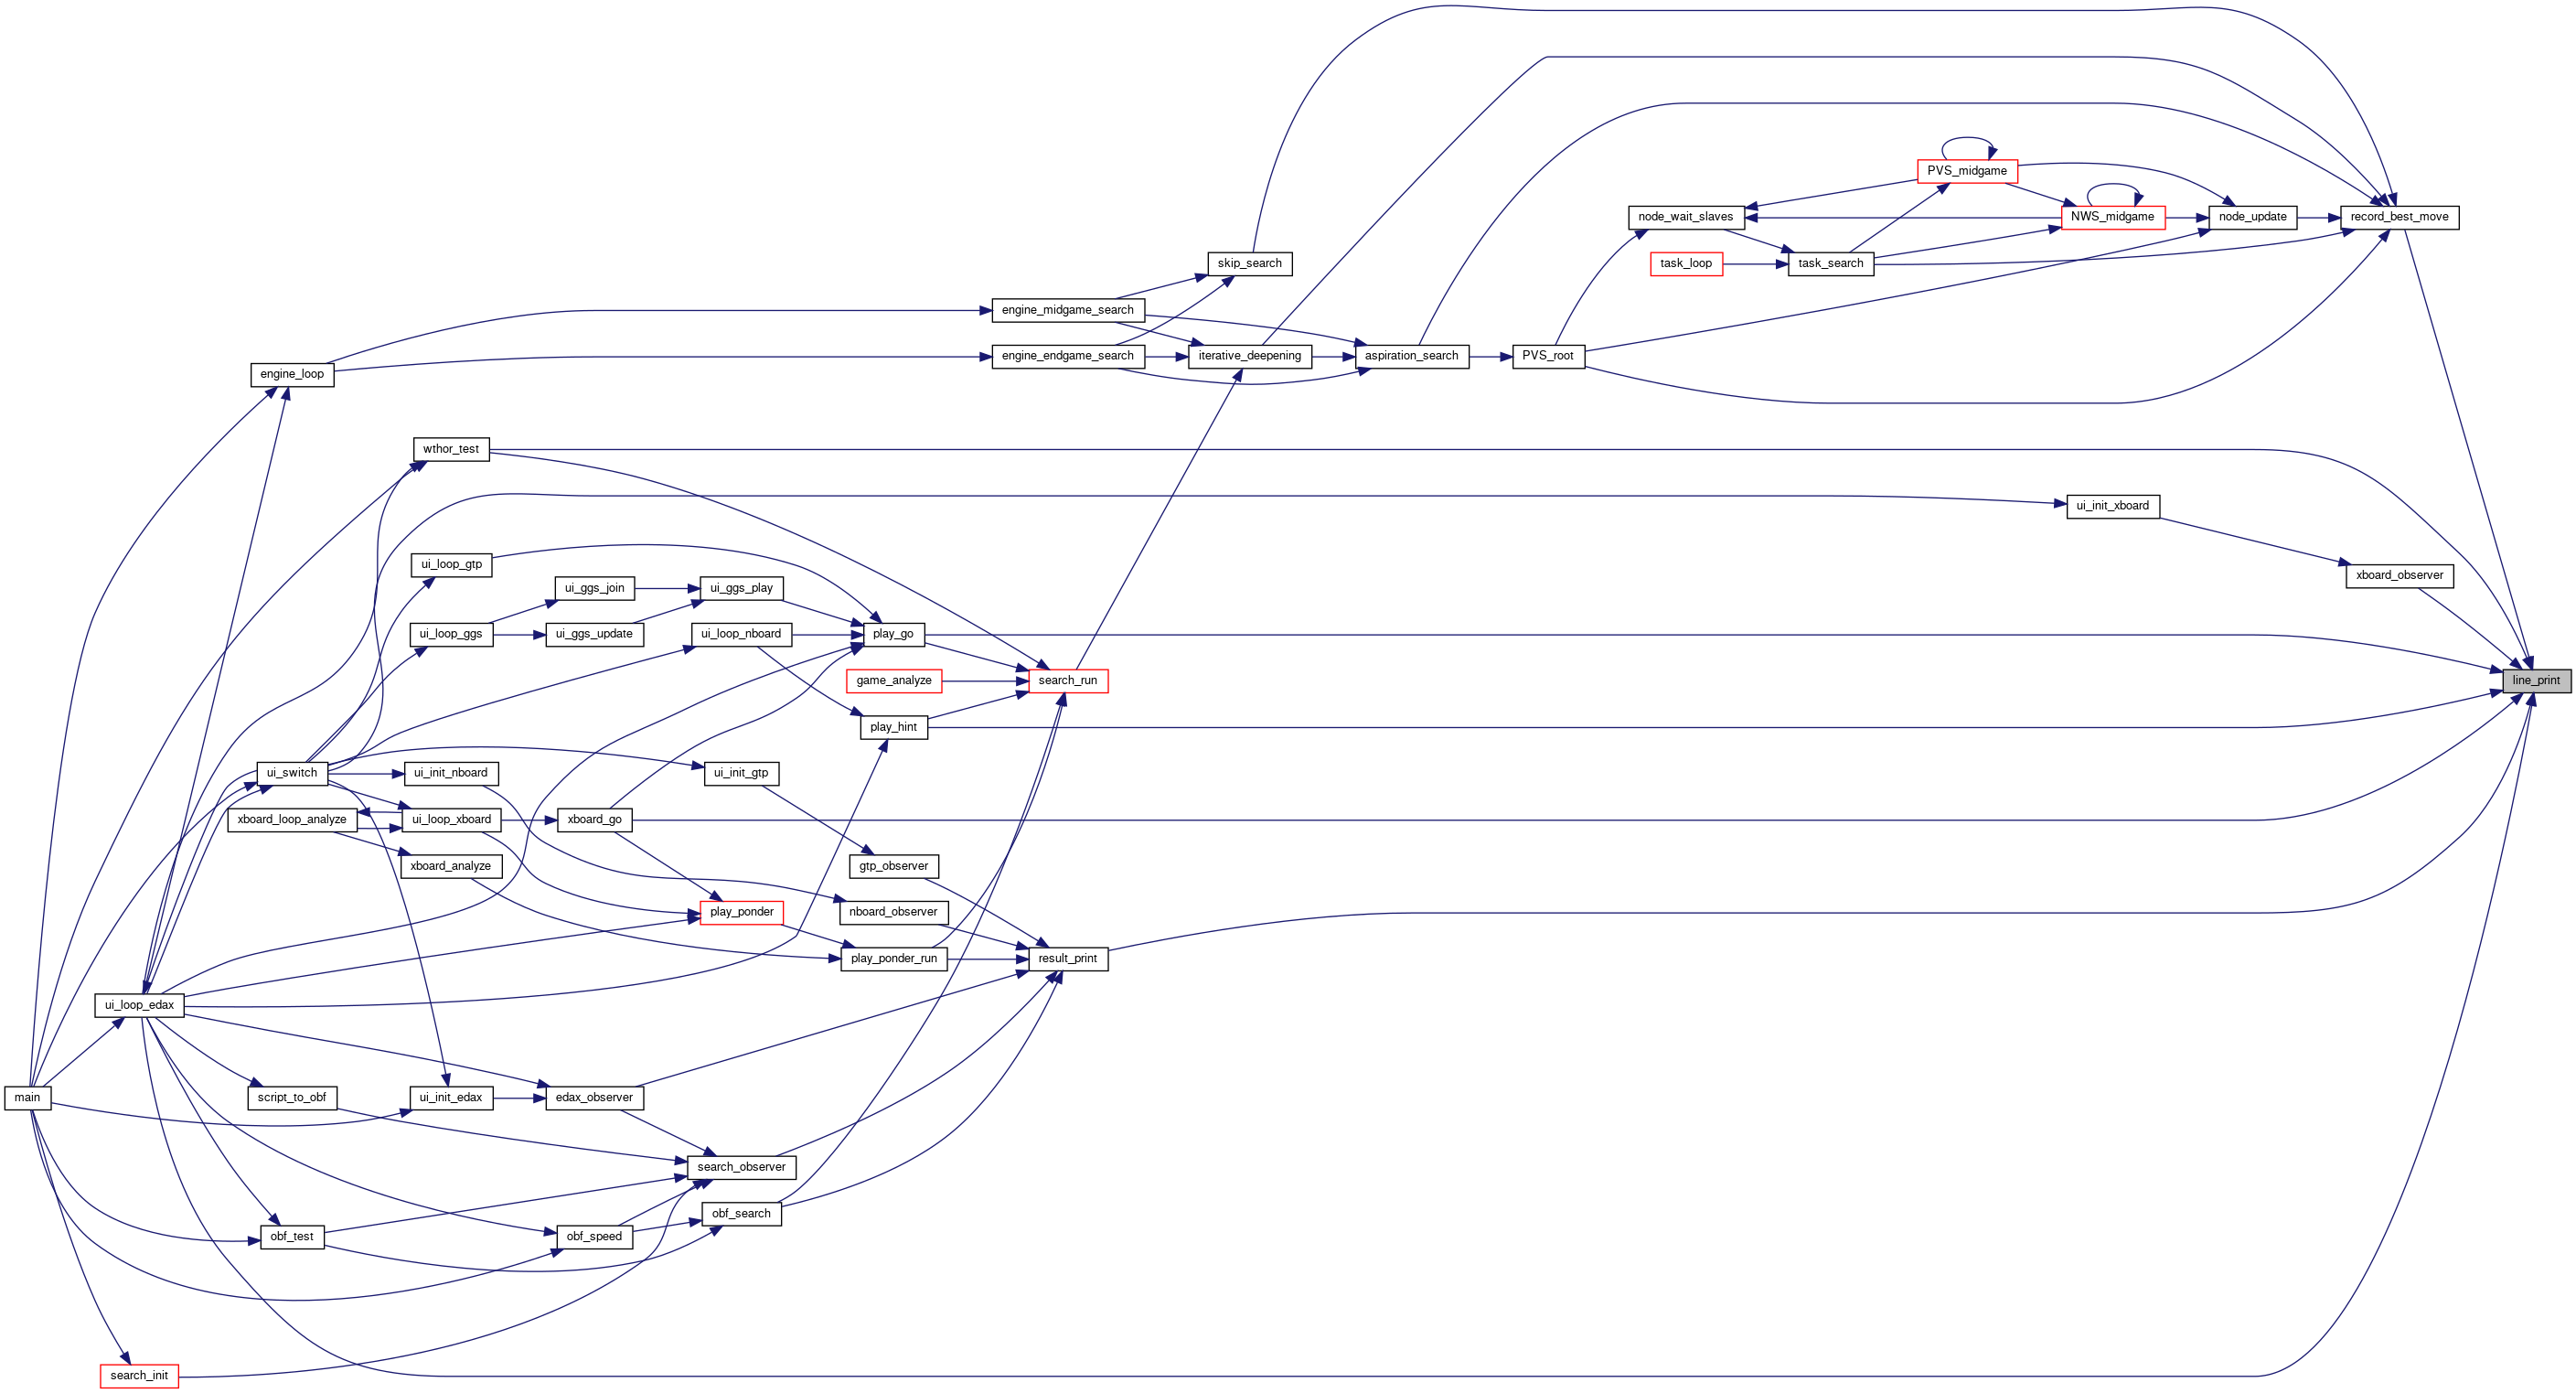 PVS_midgame
node_wait_slaves
NWS_midgame
node_update
record_best_move
skip_search
task_loop
task_search
engine_midgame_search
engine_endgame_search
iterative_deepening
aspiration_search
PVS_root
engine_loop
wthor_test
ui_init_xboard
ui_loop_gtp
xboard_observer
ui_ggs_join
ui_ggs_play
ui_loop_ggs
ui_ggs_update
ui_loop_nboard
play_go
game_analyze
search_run
line_print
play_hint
ui_switch
ui_init_nboard
ui_init_gtp
xboard_loop_analyze
ui_loop_xboard
xboard_go
xboard_analyze
gtp_observer
play_ponder
nboard_observer
play_ponder_run
result_print
ui_loop_edax
main
script_to_obf
ui_init_edax
edax_observer
search_observer
obf_search
obf_test
obf_speed
search_init